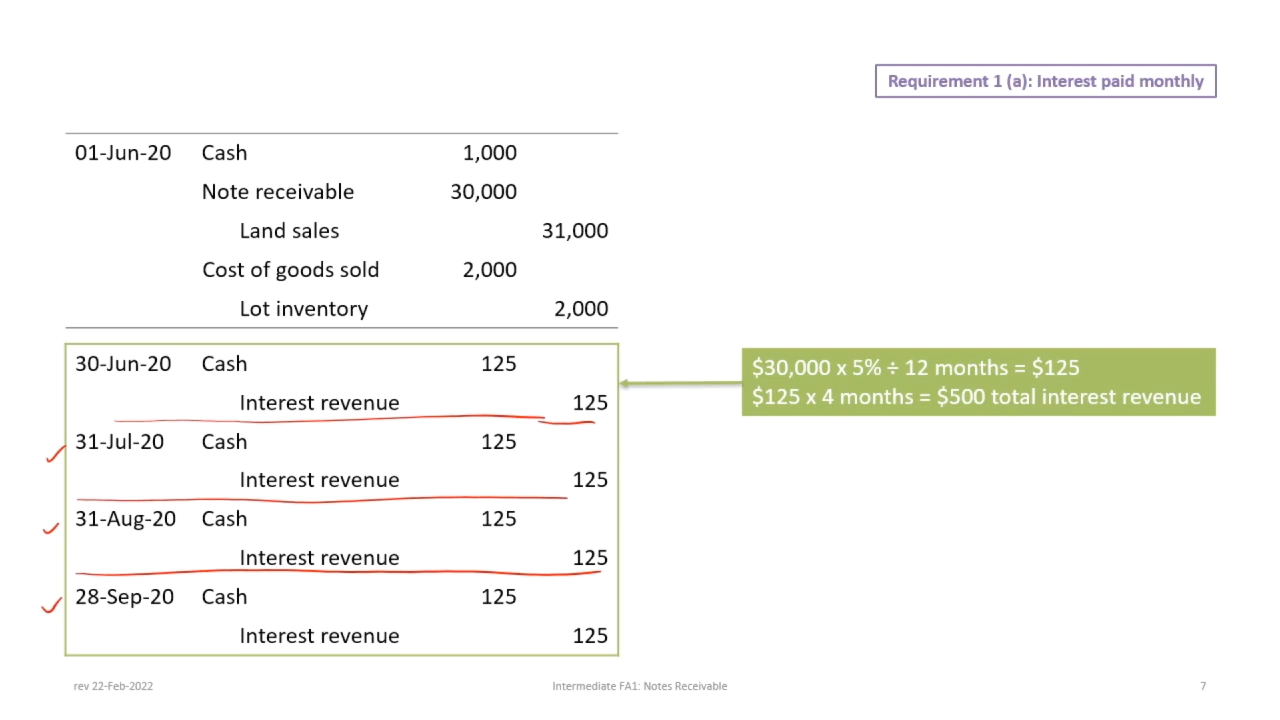 Requirement 1 (a): Interest paid monthly
01-Jun-20 Cash 1,000
Note receivable 30,000
Land sales 31,000
Cost of goods sold 2,000
Lot inventory 2,000
30-Jun-20 Cash 125
Interest revenue 125
31-Jul-20 Cash 125
Interest revenue 125
31-Aug-20 Cash 125
Interest revenue 125
28-Sep-20 Cash 125
Interest revenue 125
$30,000 x 5% ÷ 12 months = $125
$125 x 4 months = $500 total interest revenue
rev 22-Feb-2022 Intermediate FA1: Notes Receivable 7